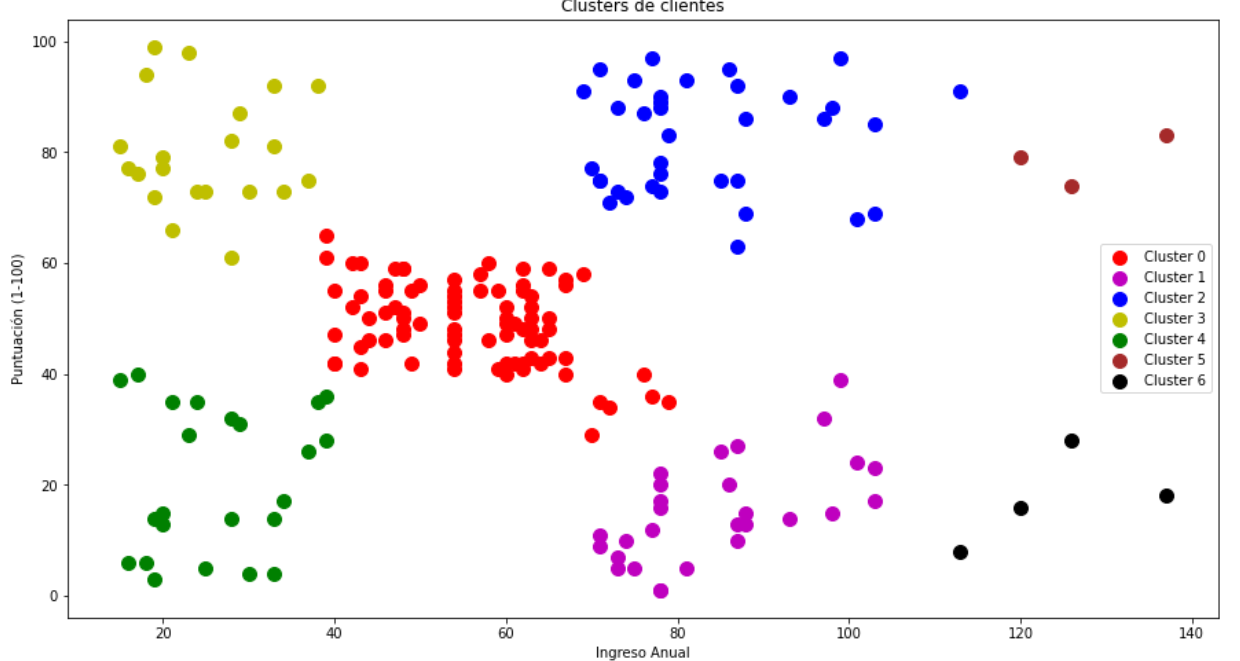 Clusters de clientes
100
80
60
40
20
0
Puntuación (1-100)
20 40 60 80 100 120 140
Ingreso Anual
Cluster 0
Cluster 1
Cluster 2
Cluster 3
Cluster 4
Cluster 5
Cluster 6